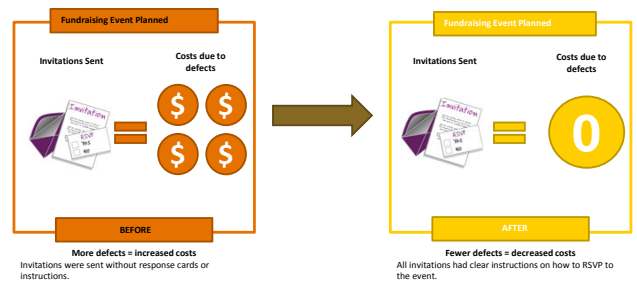 Fundraising Event Planned
Invitations Sent
Costs due to
defects
Invitation
RSVP
Yes
No
=
$ $
$ $
BEFORE
More defects = increased costs
Invitations were sent without response cards or
instructions.
Fundraising Event Planned
Invitations Sent
Costs due to
defects
Invitation
RSVP
Yes
No
=
0
AFTER
Fewer defects = decreased costs
All invitations had clear instructions on how to RSVP to
the event.